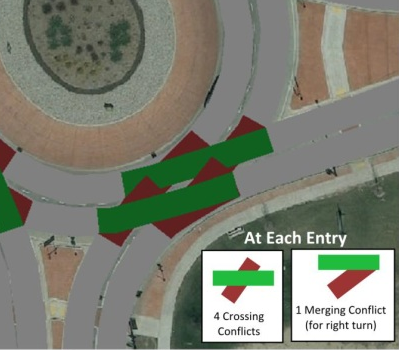 At Each Entry
4 Crossing
Conflicts
1 Merging Conflict
(for right turn)